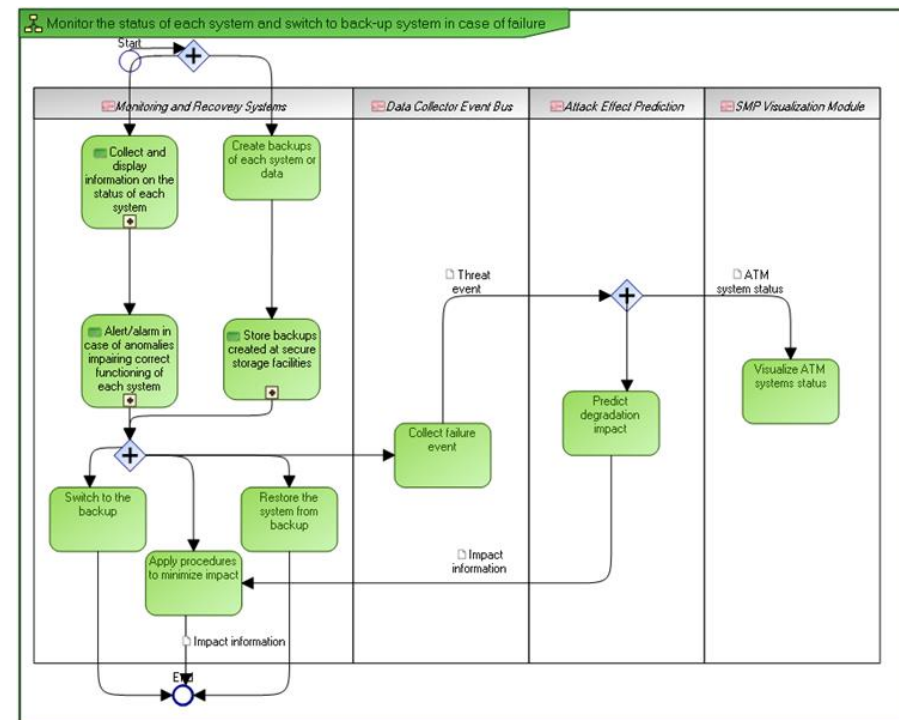 Monitor the status of each system and switch to back-up system in case of failure
Start
Monitoring and Recovery Systems
Data Collector Event Bus
Attack Effect Prediction
SMP Visualization Module
Collect and
display
information on the
status of each
system
Create backups
of each system or
data
Threat
event
ATM
system status
Alert/alarm in
case of anomalies
impairing correct
functioning of
each system
Store backups
created at secure
storage facilities
Visualize ATM
systems status
Predict
degradation
impact
Collect failure
event
Switch to the
backup
Restore the
system from
backup
Apply procedures
to minimize impact
Impact
information
Impact information
End